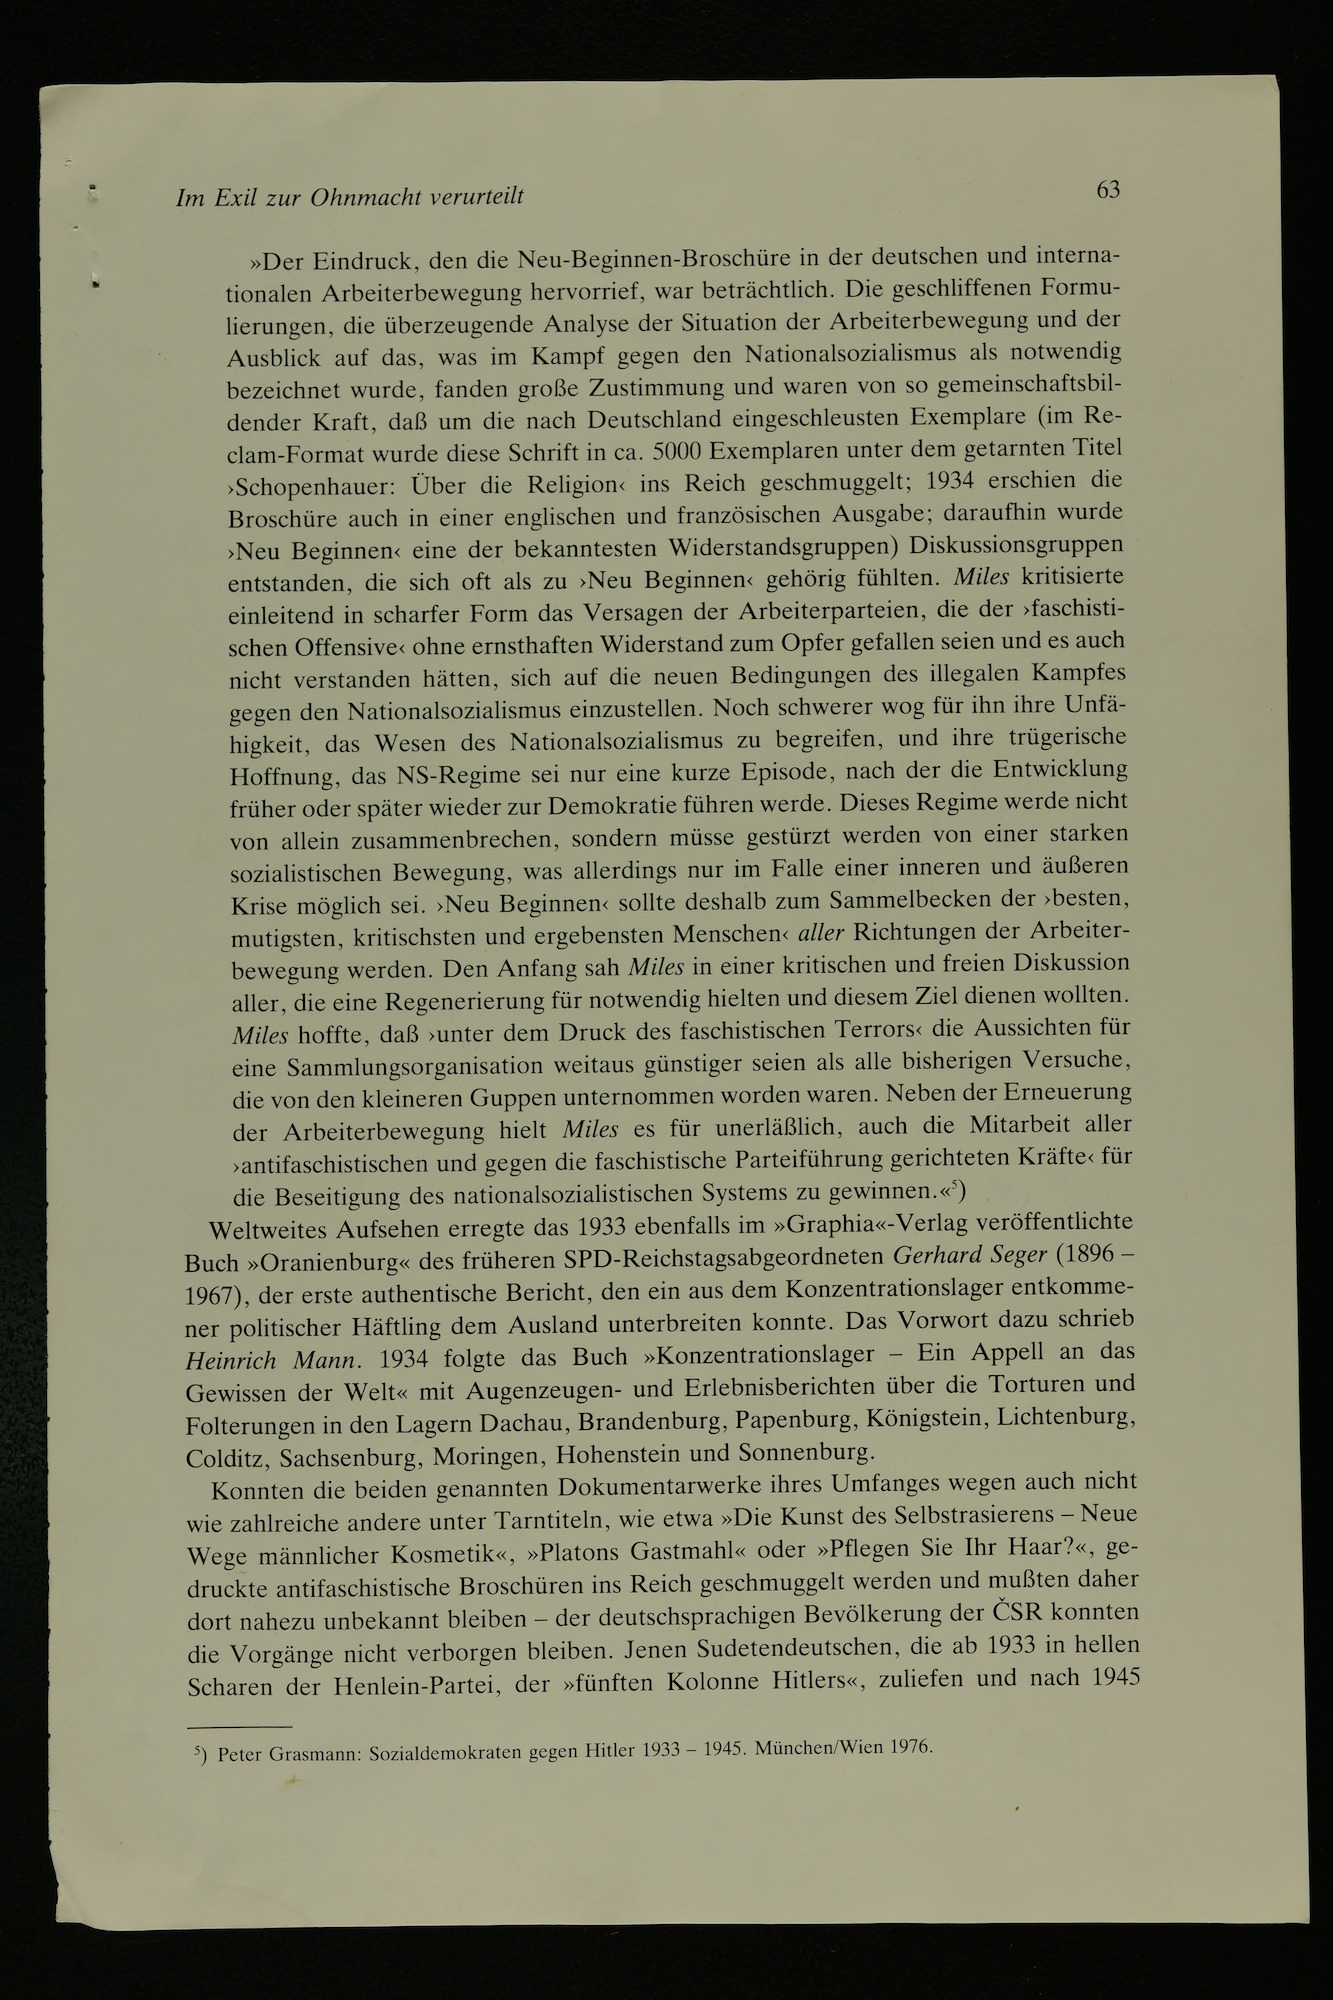 Im Exil zur Ohnmacht verurteilt 63
»Der Eindruck, den die Neu-Beginnen-Broschüre in der deutschen und interna-
tionalen Arbeiterbewegung hervorrief, war beträchtlich. Die geschliffenen Formu-
lierungen, die überzeugende Analyse der Situation der Arbeiterbewegung und der
Ausblick auf das, was im Kampf gegen den Nationalsozialismus als notwendig
bezeichnet wurde, fanden große Zustimmung und waren von so gemeinschaftsbil-
dender Kraft, daß um die nach Deutschland eingeschleusten Exemplare (im Re-
clam-Format wurde diese Schrift in ca. 5000 Exemplaren unter dem getarnten Titel
›Schopenhauer: Über die Religion‹ ins Reich geschmuggelt; 1934 erschien die
Broschüre auch in einer englischen und französischen Ausgabe; daraufhin wurde
›Neu Beginnen‹ eine der bekanntesten Widerstandsgruppen) Diskussionsgruppen
entstanden, die sich oft als zu ›Neu Beginnen‹ gehörig fühlten. Miles kritisierte
einleitend in scharfer Form das Versagen der Arbeiterparteien, die der ›faschisti-
schen Offensive‹ ohne ernsthaften Widerstand zum Opfer gefallen seien und es auch
nicht verstanden hätten, sich auf die neuen Bedingungen des illegalen Kampfes
gegen den Nationalsozialismus einzustellen. Noch schwerer wog für ihn ihre Unfä-
higkeit, das Wesen des Nationalsozialismus zu begreifen, und ihre trügerische
Hoffnung, das NS-Regime sei nur eine kurze Episode, nach der die Entwicklung
früher oder später wieder zur Demokratie führen werde. Dieses Regime werde nicht
von allein zusammenbrechen, sondern müsse gestürzt werden von einer starken
sozialistischen Bewegung, was allerdings nur im Falle einer inneren und äußeren
Krise möglich sei. ›Neu Beginnen‹ sollte deshalb zum Sammelbecken der ›besten,
mutigsten, kritischsten und ergebensten Menschen‹ aller Richtungen der Arbeiter-
bewegung werden. Den Anfang sah Miles in einer kritischen und freien Diskussion
aller, die eine Regenerierung für notwendig hielten und diesem Ziel dienen wollten.
Miles hoffte, daß ›unter dem Druck des faschistischen Terrors‹ die Aussichten für
eine Sammlungsorganisation weitaus günstiger seien als alle bisherigen Versuche,
die von den kleineren Guppen unternommen worden waren. Neben der Erneuerung
der Arbeiterbewegung hielt Miles es für unerläßlich, auch die Mitarbeit aller
›antifaschistischen und gegen die faschistische Parteiführung gerichteten Kräfte‹ für
die Beseitigung des nationalsozialistischen Systems zu gewinnen.«⁵)
Weltweites Aufsehen erregte das 1933 ebenfalls im »Graphia«-Verlag veröffentlichte
Buch »Oranienburg« des früheren SPD-Reichstagsabgeordneten Gerhard Seger (1896 –
1967), der erste authentische Bericht, den ein aus dem Konzentrationslager entkomme-
ner politischer Häftling dem Ausland unterbreiten konnte. Das Vorwort dazu schrieb
Heinrich Mann. 1934 folgte das Buch »Konzentrationslager – Ein Appell an das
Gewissen der Welt« mit Augenzeugen- und Erlebnisberichten über die Torturen und
Folterungen in den Lagern Dachau, Brandenburg, Papenburg, Königstein, Lichtenburg,
Colditz, Sachsenburg, Moringen, Hohenstein und Sonnenburg.
Konnten die beiden genannten Dokumentarwerke ihres Umfanges wegen auch nicht
wie zahlreiche andere unter Tarntiteln, wie etwa »Die Kunst des Selbstrasierens – Neue
Wege männlicher Kosmetik«, »Platons Gastmahl« oder »Pflegen Sie Ihr Haar?«, ge-
druckte antifaschistische Broschüren ins Reich geschmuggelt werden und mußten daher
dort nahezu unbekannt bleiben – der deutschsprachigen Bevölkerung der ČSR konnten
die Vorgänge nicht verborgen bleiben. Jenen Sudetendeutschen, die ab 1933 in hellen
Scharen der Henlein-Partei, der »fünften Kolonne Hitlers«, zuliefen und nach 1945
⁵) Peter Grasmann: Sozialdemokraten gegen Hitler 1933 – 1945. München/Wien 1976.